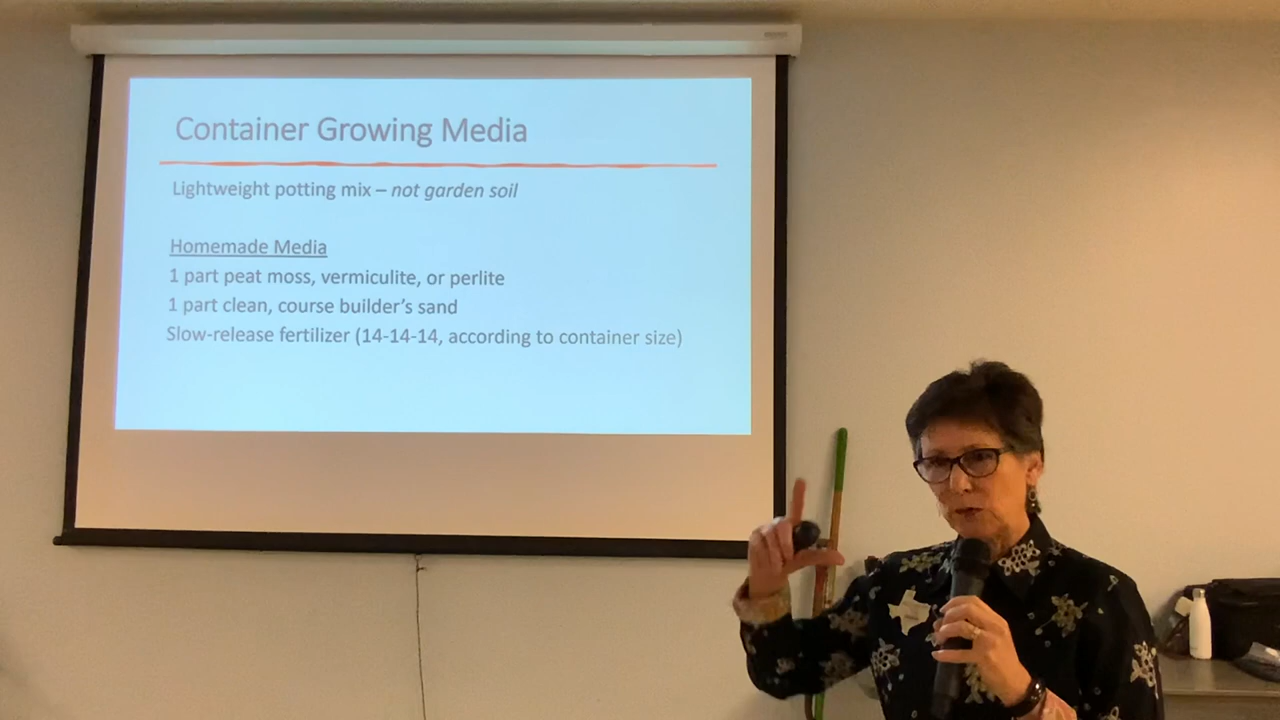 Container Growing Media
Lightweight potting mix – not garden soil
Homemade Media
1 part peat moss, vermiculite, or perlite
1 part clean, course builder's sand
Slow-release fertilizer (14-14-14, according to container size)